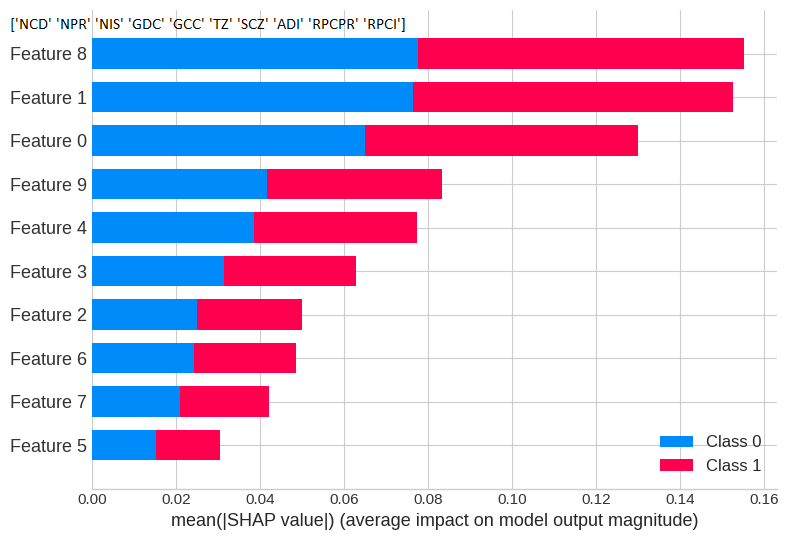 ['NCD' 'NPR' 'NIS' 'GDC' 'GCC' 'TZ' 'SCZ' 'ADI' 'RPCPR' 'RPCI']
Feature 8
Feature 1
Feature 0
Feature 9
Feature 4
Feature 3
Feature 2
Feature 6
Feature 7
Feature 5
Class 0
Class 1
0.00 0.02 0.04 0.06 0.08 0.10 0.12 0.14 0.16
mean(|SHAP value|) (average impact on model output magnitude)